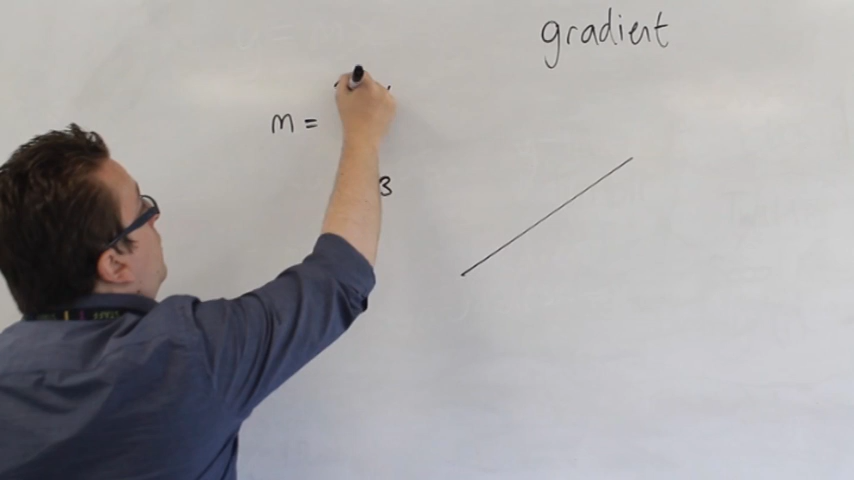 gradient
m =
3